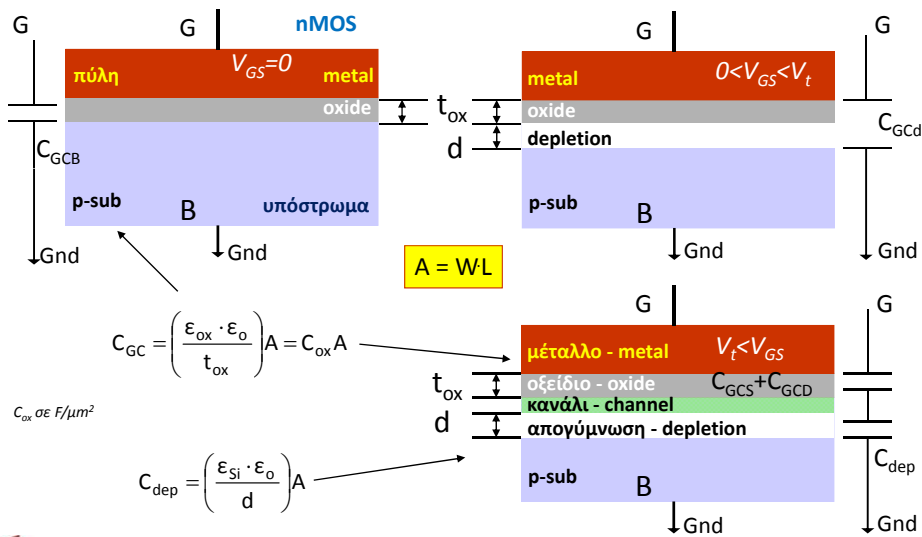 nMOS
G
G
πύλη
V_GS=0
metal
oxide
C_GCB
p-sub
B
υπόστρωμα
Gnd
Gnd
t_ox
d
G
G
metal
0<V_GS<V_t
oxide
depletion
C_GCd
p-sub
B
Gnd
Gnd
A = W·L
C_GC = (ε_ox · ε_o / t_ox) A = C_ox A
C_ox σε F/μm²
C_dep = (ε_Si · ε_o / d) A
G
G
μέταλλο - metal
V_t<V_GS
t_ox
οξείδιο - oxide
C_GCS+C_GCD
κανάλι - channel
d
απογύμνωση - depletion
C_dep
p-sub
B
Gnd
Gnd